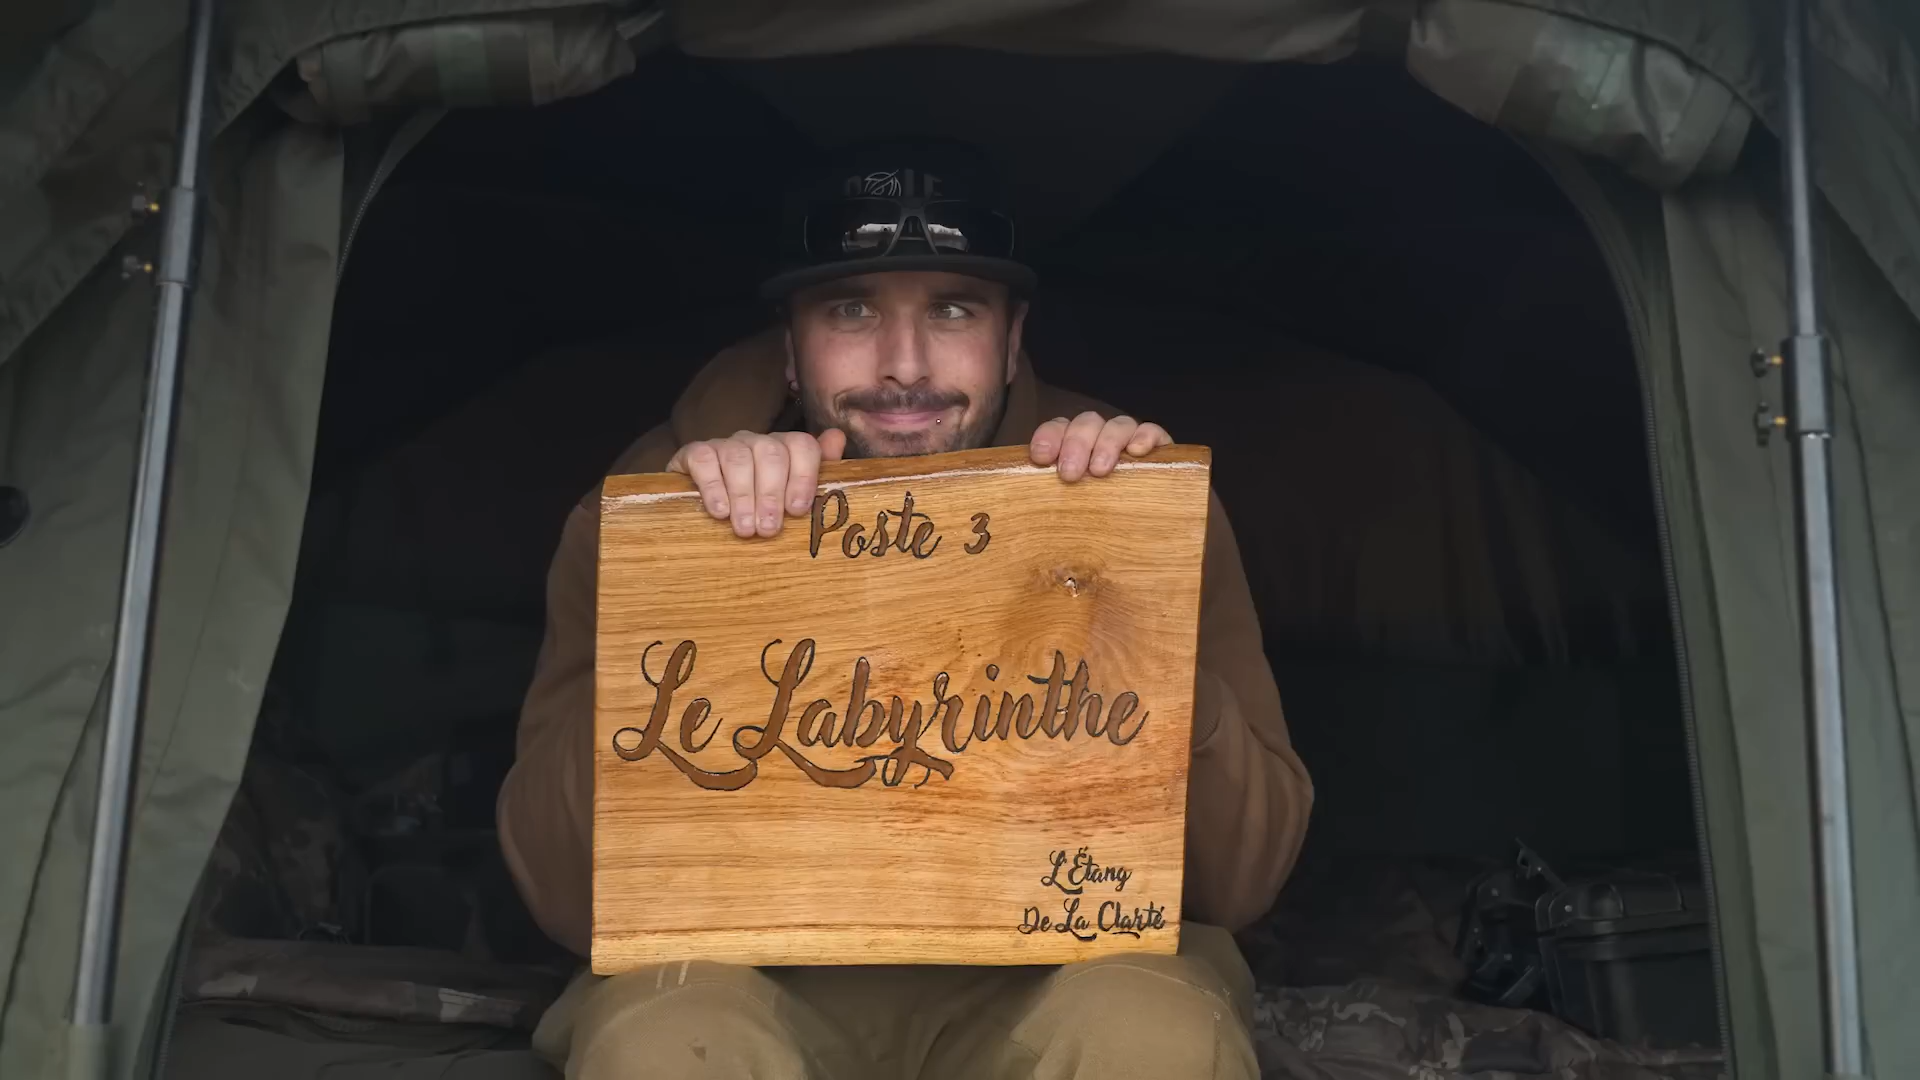 Poste 3
Le Labyrinthe
L'Étang
De La Clarté